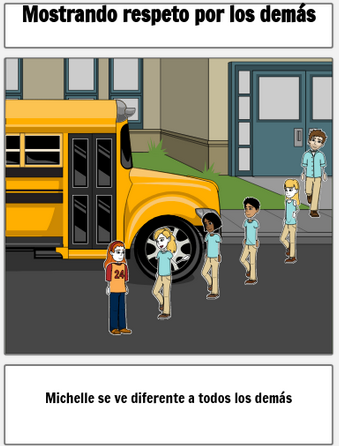 Mostrando respeto por los demás
24
Michelle se ve diferente a todos los demás